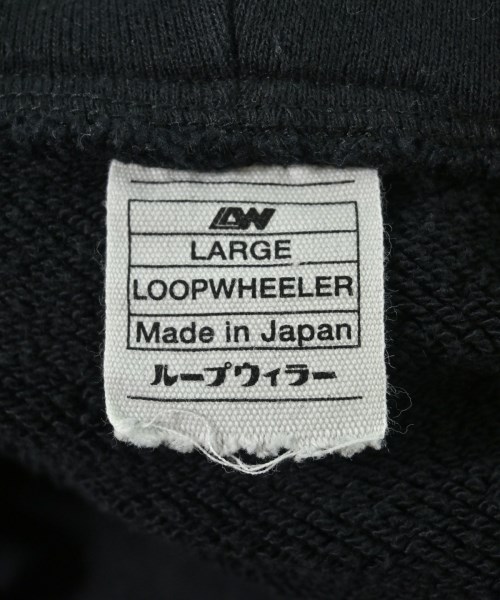 LW
LARGE
LOOPWHEELER
Made in Japan
ループウィラー